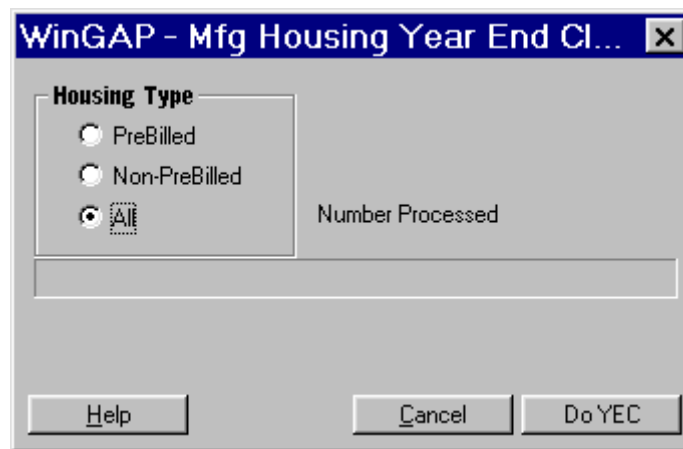 WinGAP - Mfg Housing Year End Cl...
Housing Type
PreBilled
Non-PreBilled
All
Number Processed
Help
Cancel
Do YEC